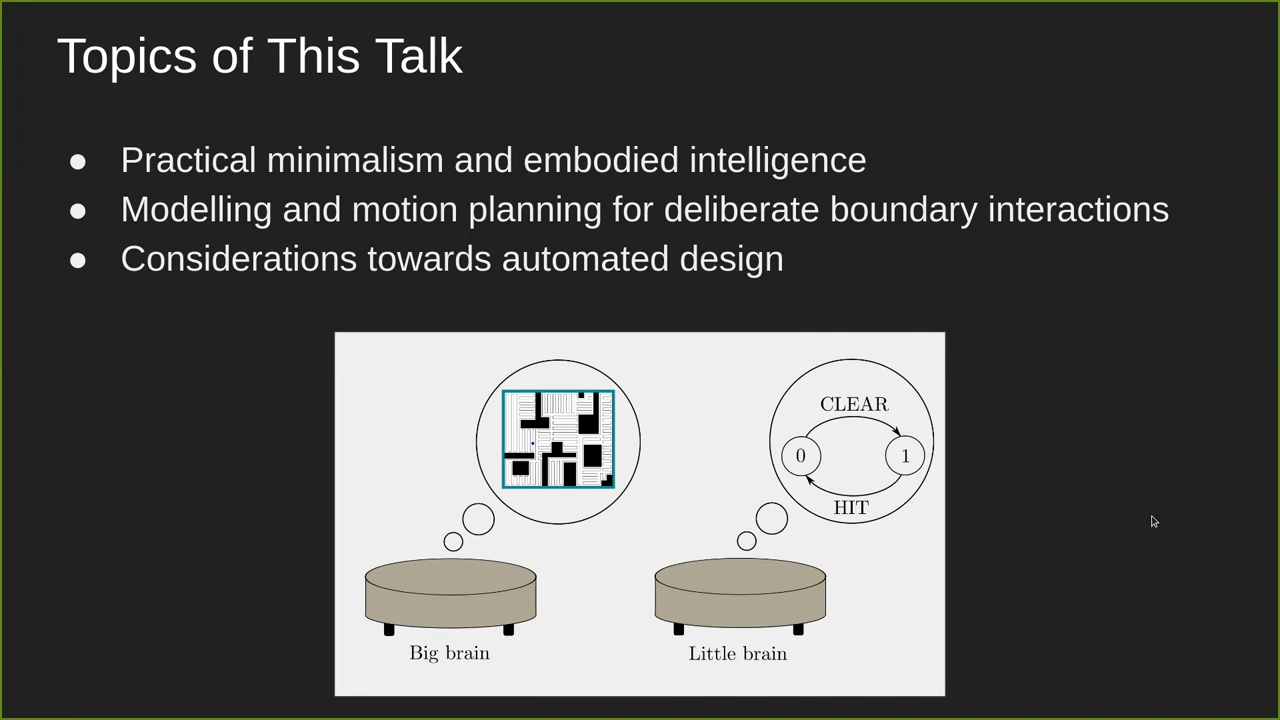 Topics of This Talk
● Practical minimalism and embodied intelligence
● Modelling and motion planning for deliberate boundary interactions
● Considerations towards automated design
CLEAR
0
1
HIT
Big brain
Little brain